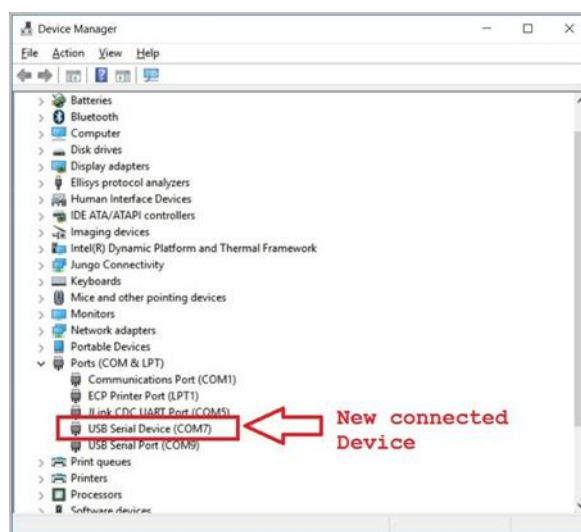 Device Manager
File Action View Help
Batteries
Bluetooth
Computer
Disk drives
Display adapters
Ellisys protocol analyzers
Human Interface Devices
IDE ATA/ATAPI controllers
Imaging devices
Intel(R) Dynamic Platform and Thermal Framework
Jungo Connectivity
Keyboards
Mice and other pointing devices
Monitors
Network adapters
Portable Devices
Ports (COM & LPT)
Communications Port (COM1)
ECP Printer Port (LPT1)
JLink CDC UART Port (COM5)
USB Serial Device (COM7)
New connected
Device
USB Serial Port (COM9)
Print queues
Printers
Processors
Software devices